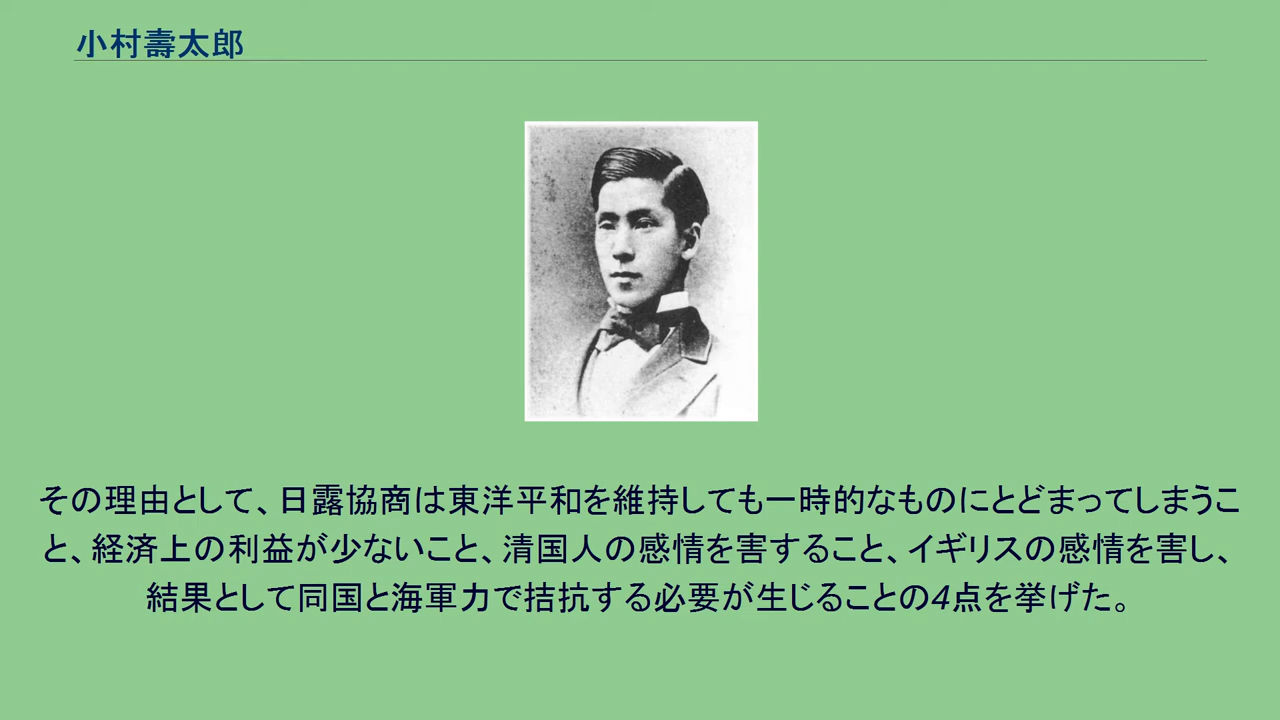 小村壽太郎
その理由として、日露協商は東洋平和を維持しても一時的なものにとどまってしまうこ
と、経済上の利益が少ないこと、清国人の感情を害すること、イギリスの感情を害し、
結果として同国と海軍力で拮抗する必要が生じることの4点を挙げた。